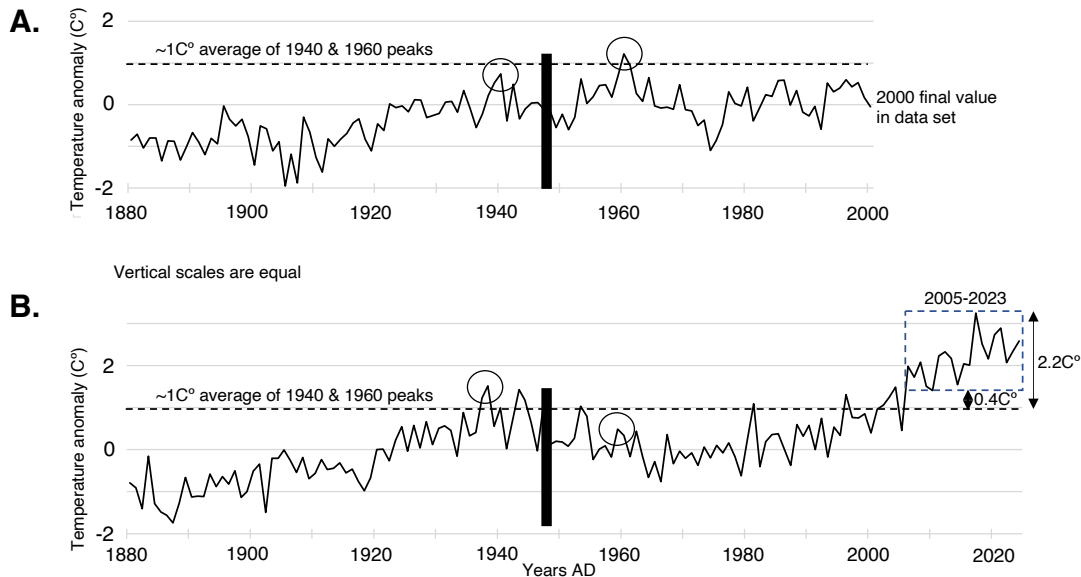 A.
Temperature anomaly (Cº)
2
~1Cº average of 1940 & 1960 peaks
0
2000 final value
in data set
-2
1880 1900 1920 1940 1960 1980 2000
Vertical scales are equal
B.
Temperature anomaly (Cº)
2005-2023
2
2.2Cº
~1Cº average of 1940 & 1960 peaks
0.4Cº
0
-2
1880 1900 1920 1940 1960 1980 2000 2020
Years AD